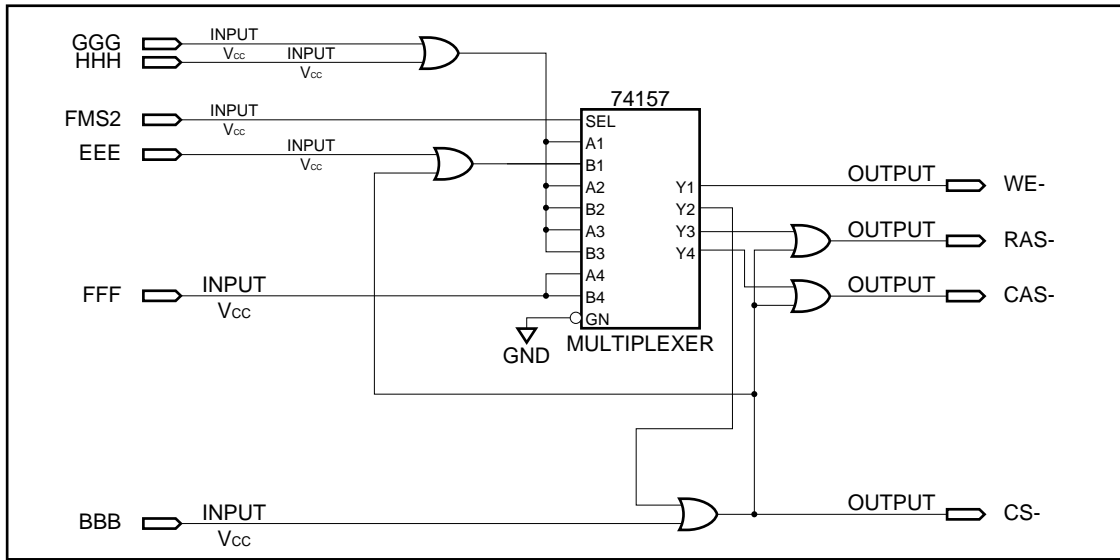 GGG INPUT
VCC INPUT
HHH VCC
FMS2 INPUT
VCC
EEE INPUT
VCC
74157
SEL
A1
B1
A2 Y1
B2 Y2
A3 Y3
B3 Y4
A4
B4
GN
MULTIPLEXER
GND
OUTPUT WE-
OUTPUT RAS-
OUTPUT CAS-
FFF INPUT
VCC
BBB INPUT
VCC
OUTPUT CS-